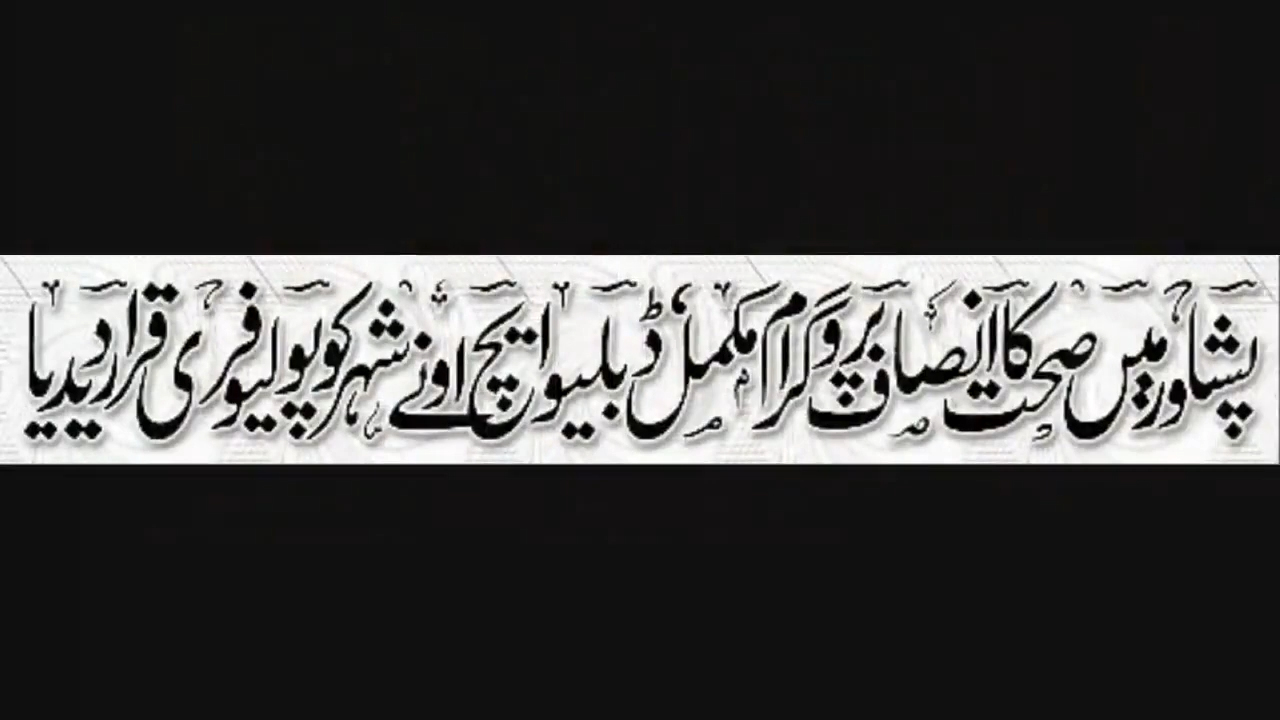 پشاور میں صحت کا انصاف پروگرام مکمل، ڈبلیو ایچ او نے شہر کو پولیو فری قرار دیدیا